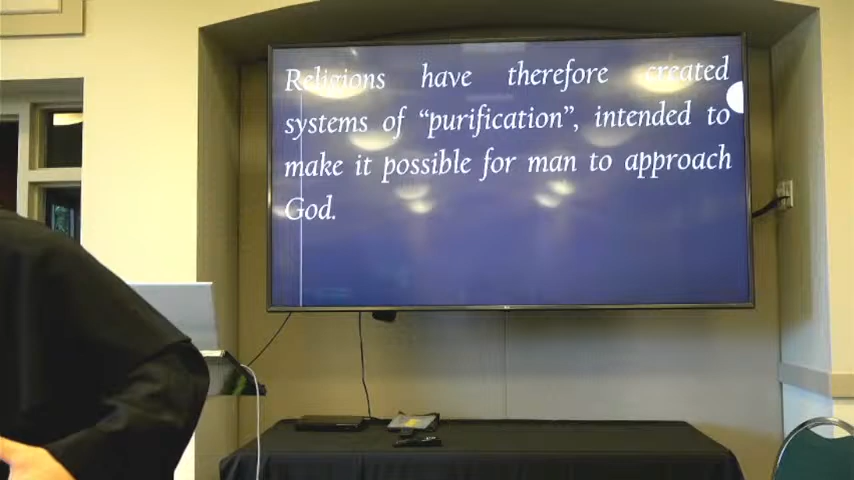 Religions have therefore created
systems of “purification”, intended to
make it possible for man to approach
God.